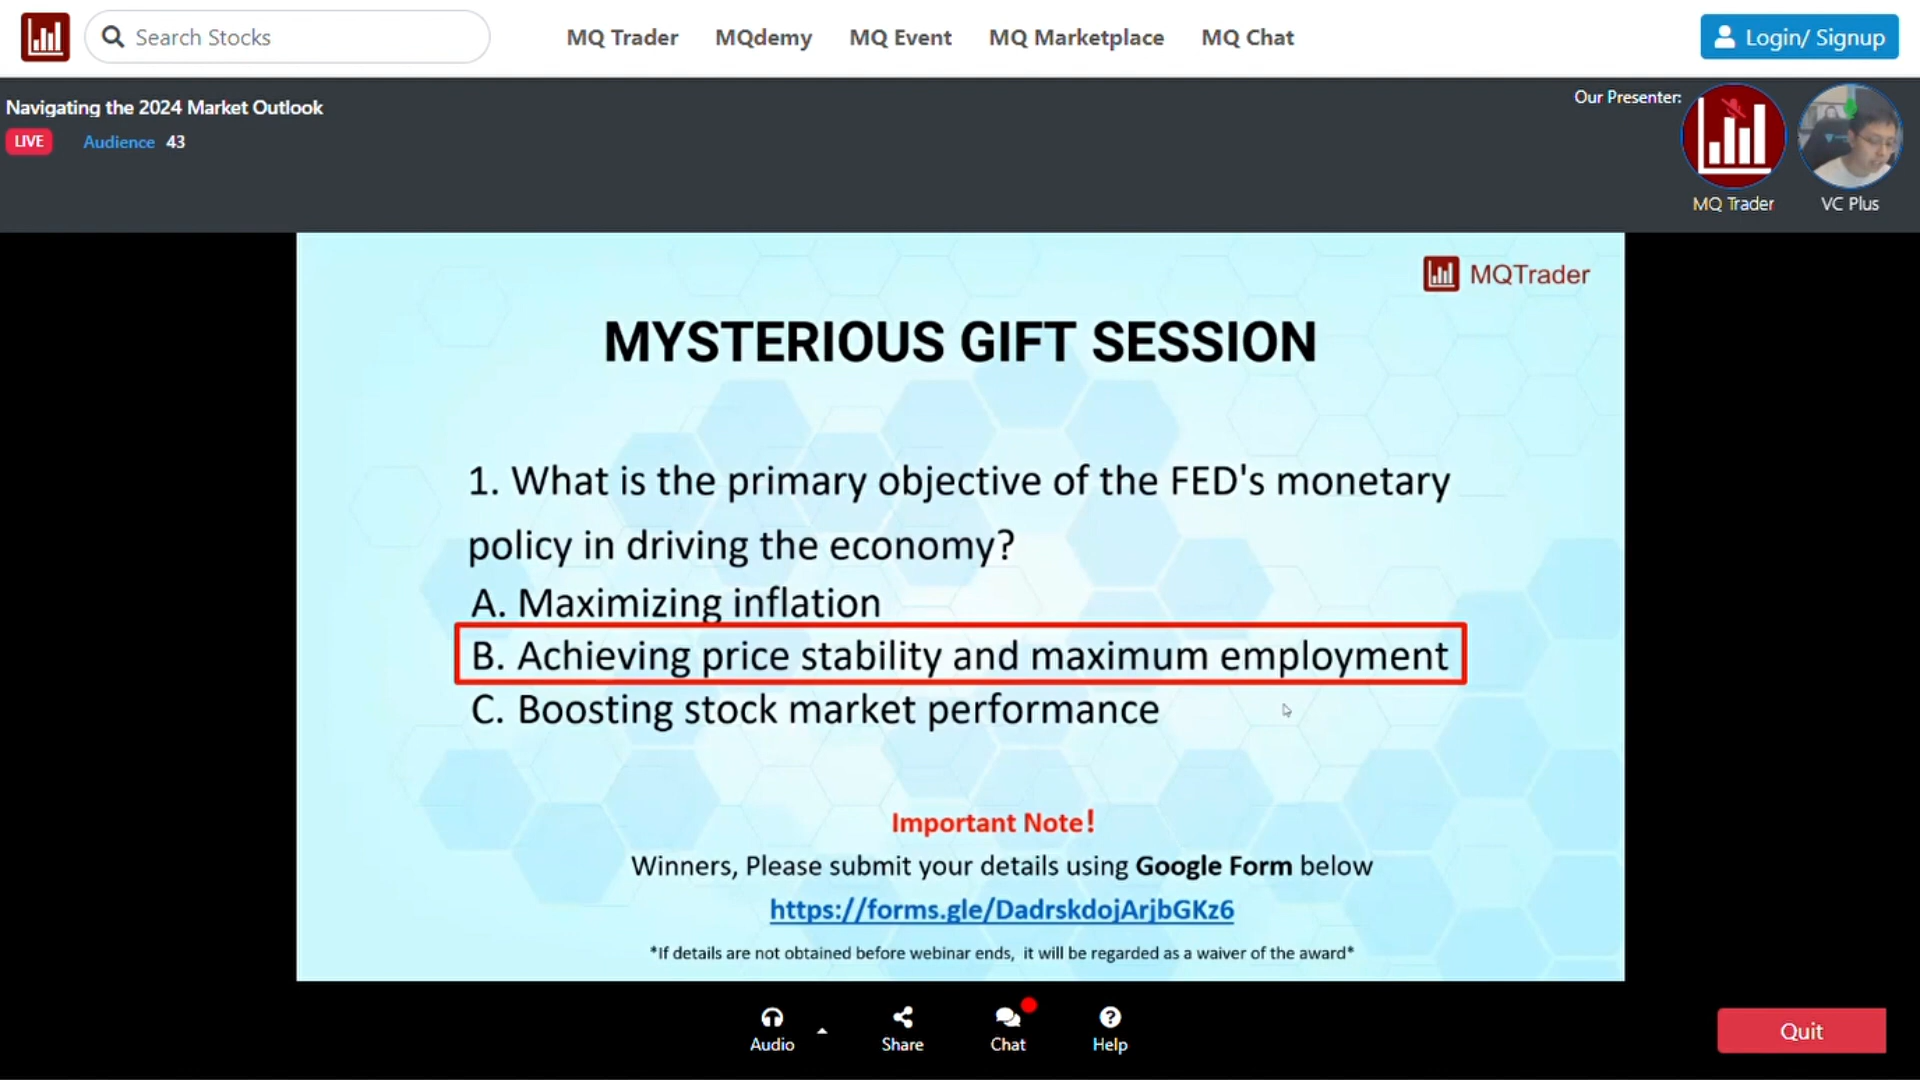 Search Stocks
MQ Trader
MQdemy
MQ Event
MQ Marketplace
MQ Chat
Login/ Signup
Navigating the 2024 Market Outlook
LIVE
Audience 43
Our Presenter:
MQ Trader
VC Plus
MQTrader
MYSTERIOUS GIFT SESSION
1. What is the primary objective of the FED's monetary
policy in driving the economy?
A. Maximizing inflation
B. Achieving price stability and maximum employment
C. Boosting stock market performance
Important Note!
Winners, Please submit your details using Google Form below
https://forms.gle/DadrskdojArjbGKz6
*If details are not obtained before webinar ends, it will be regarded as a waiver of the award*
Audio
Share
Chat
Help
Quit